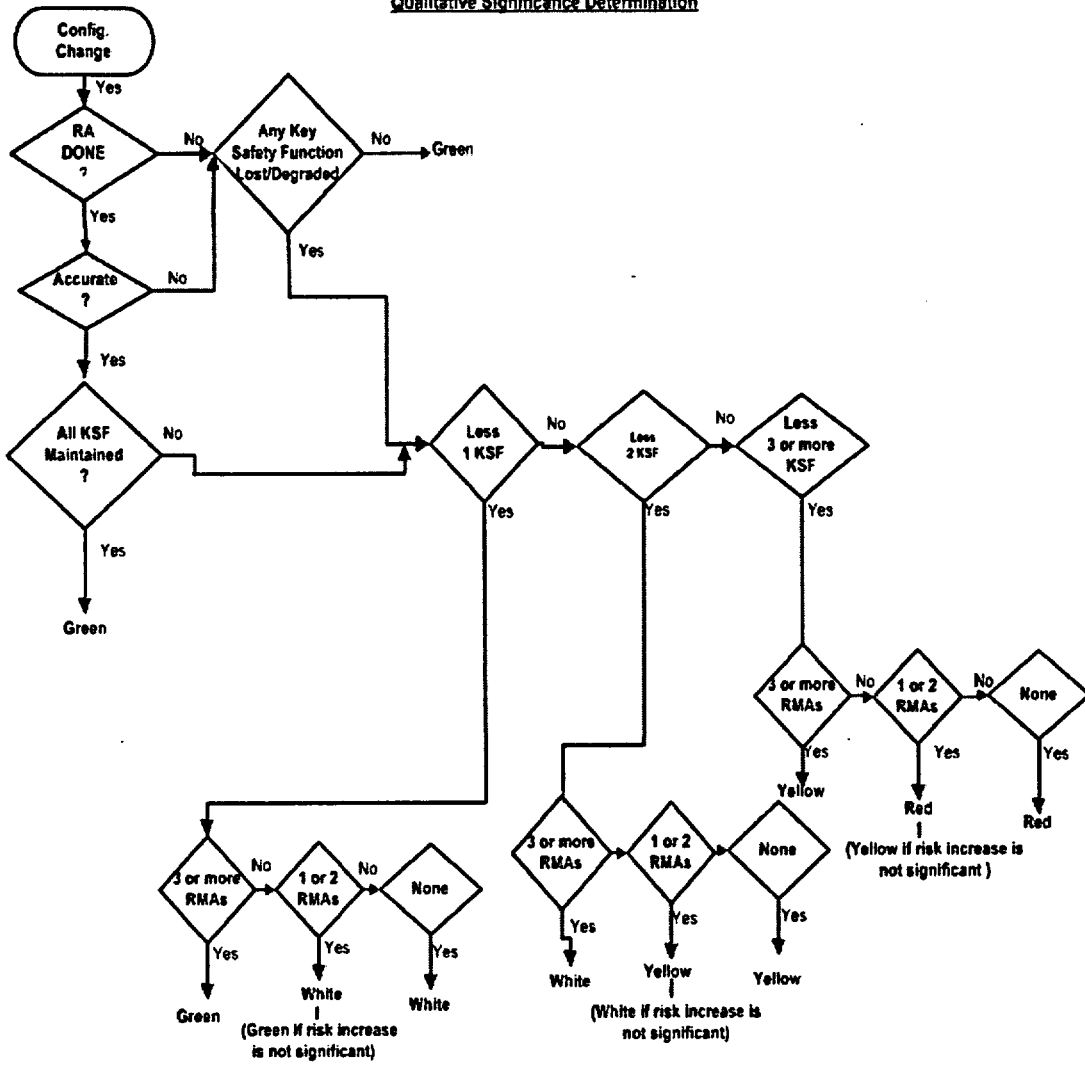 Qualitative Significance Determination
Config.
Change
Yes
RA
DONE
?
No
Any Key
Safety Function
Lost/Degraded
No
Green
Yes
Yes
Accurate
?
No
Yes
All KSF
Maintained
?
No
Less
1 KSF
No
Less
2 KSF
No
Less
3 or more
KSF
Yes
Yes
Yes
Yes
Green
3 or more
RMAs
No
1 or 2
RMAs
No
None
Yes
Yes
Yes
Yellow
Red
(Yellow if risk increase is
not significant )
Red
3 or more
RMAs
1 or 2
RMAs
None
Yes
Yes
Yes
White
Yellow
(White if risk increase is
not significant)
Yellow
3 or more
RMAs
No
1 or 2
RMAs
No
None
Yes
Yes
Yes
Green
White
(Green if risk increase
is not significant)
White